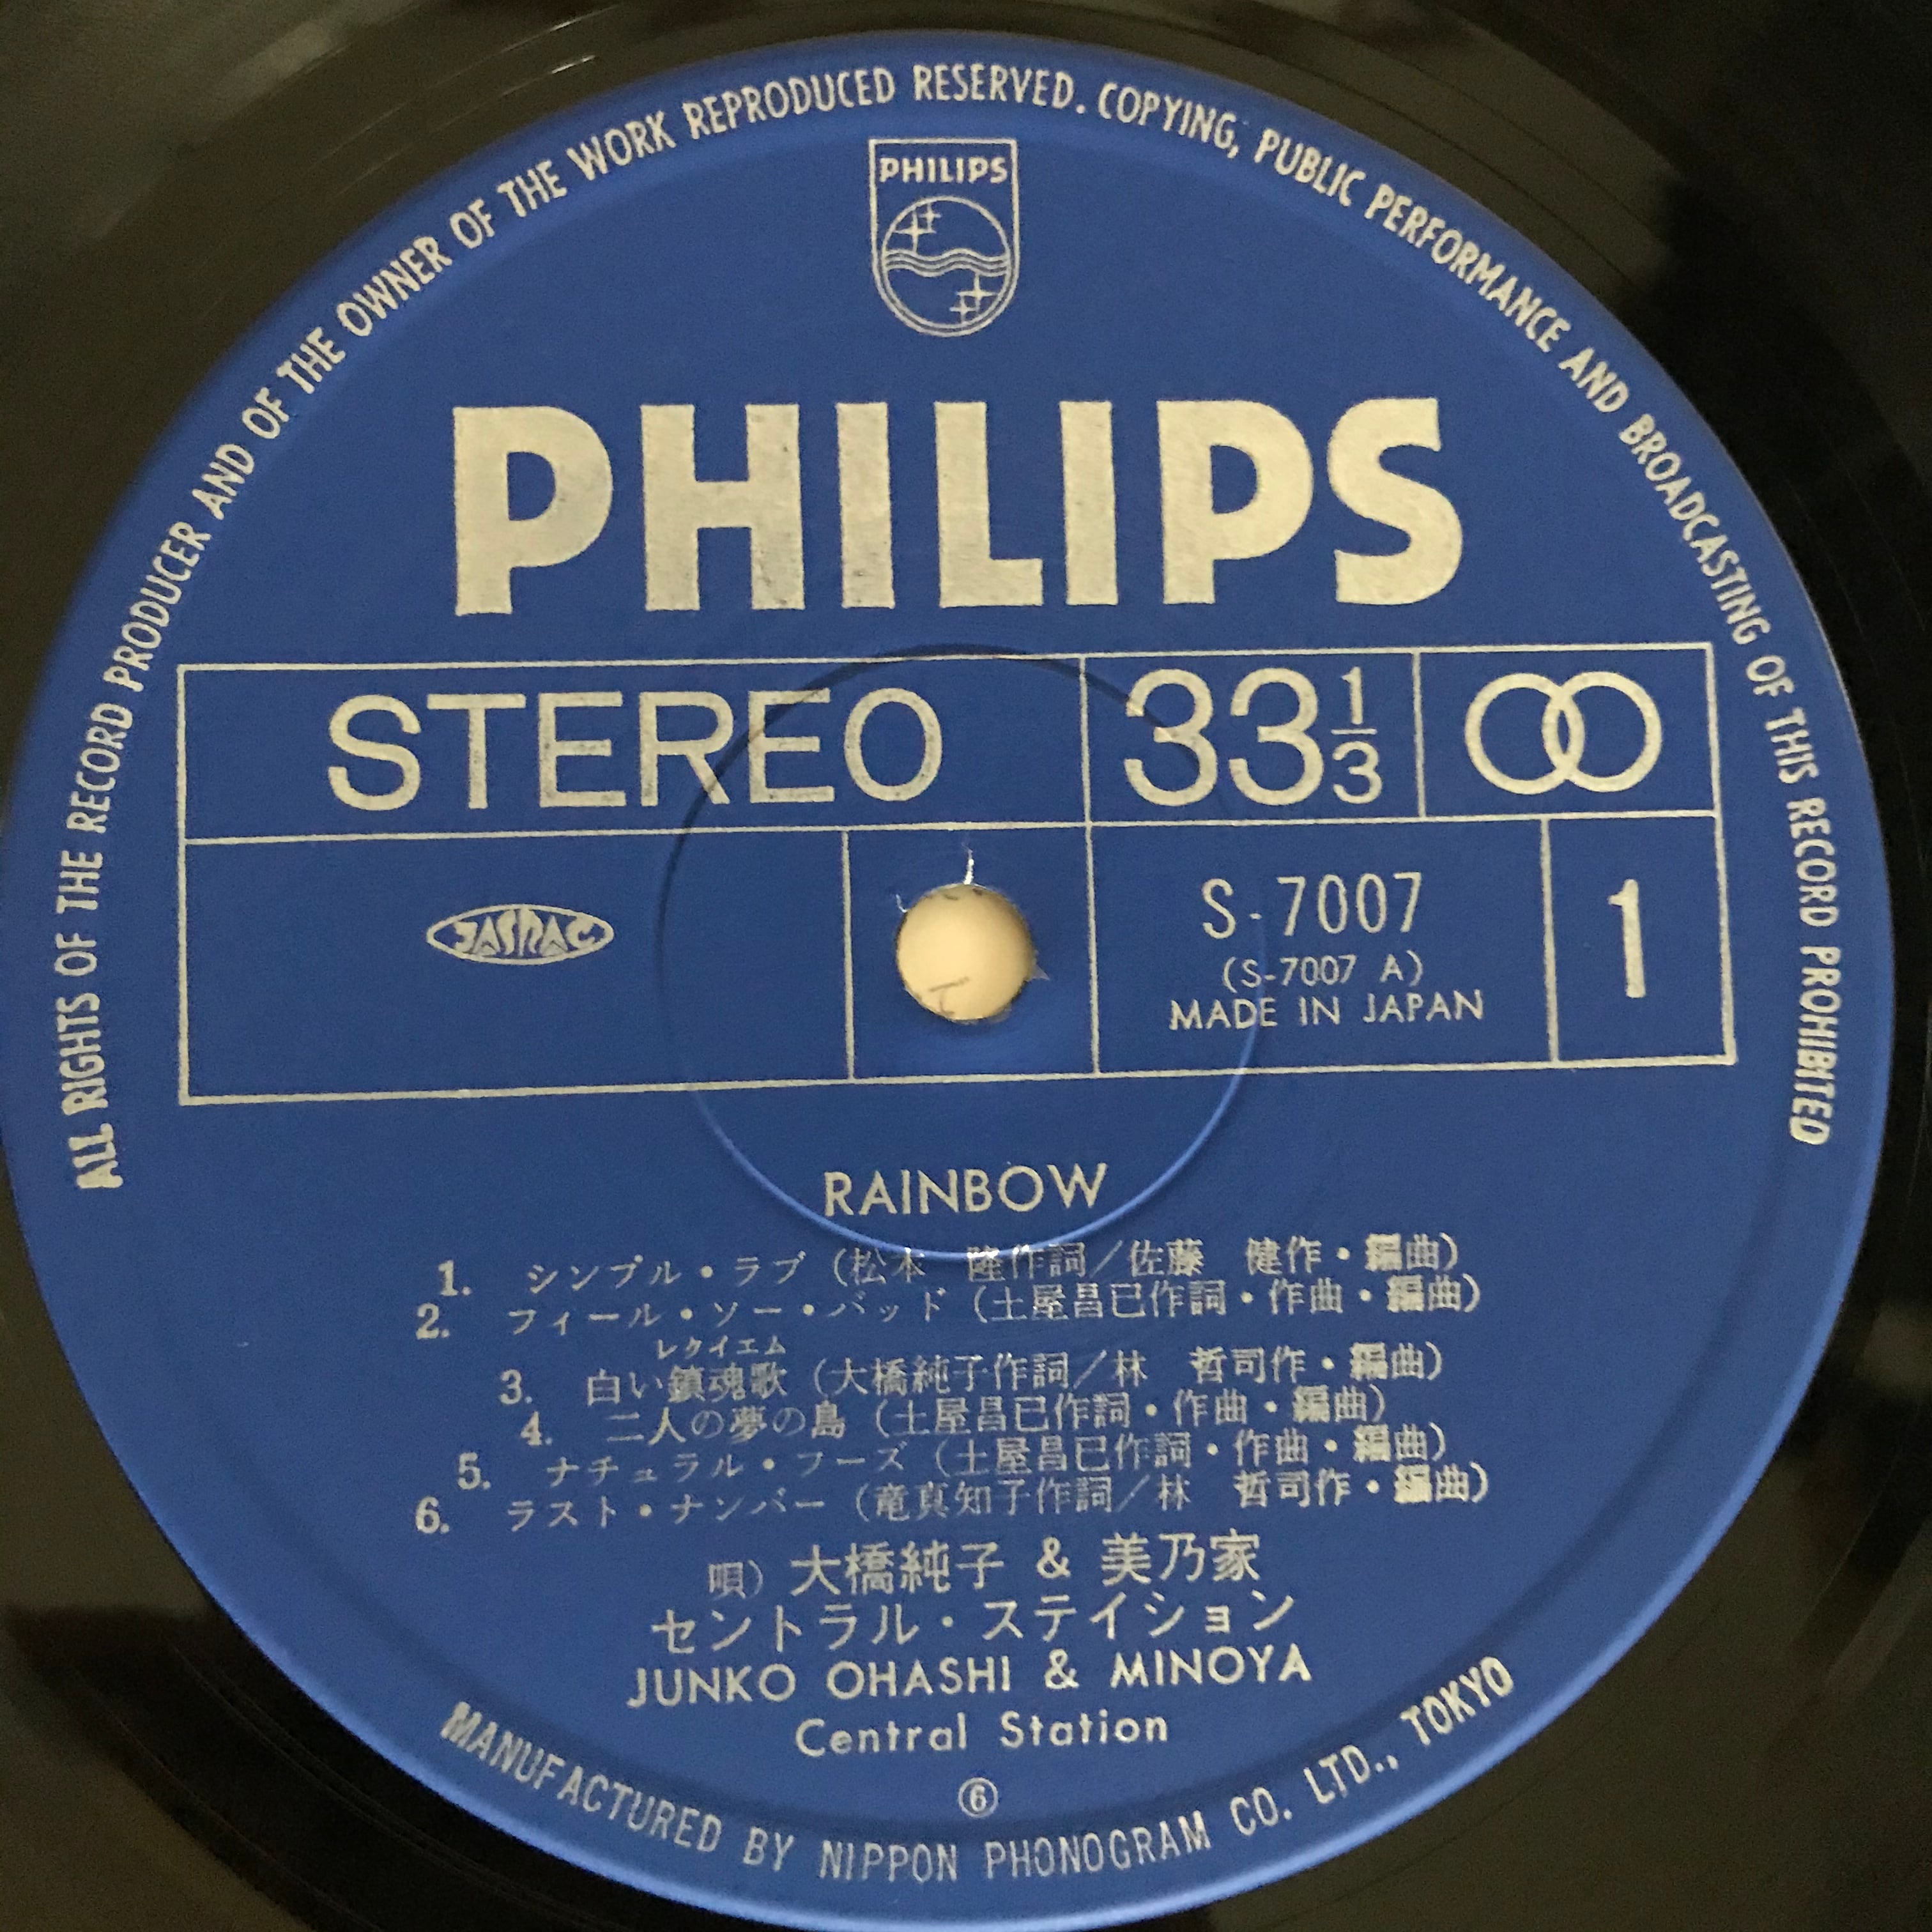 ALL RIGHTS OF THE RECORD PRODUCER AND OF THE OWNER OF THE WORK REPRODUCED RESERVED. COPYING, PUBLIC PERFORMANCE AND BROADCASTING OF THIS RECORD PROHIBITED
PHILIPS
PHILIPS
STEREO 33 1/3
JASRAC
S-7007
(S-7007 A)
MADE IN JAPAN
1
RAINBOW
1. シンプル・ラブ（松本 隆作詞／佐藤 健作・編曲）
2. フィール・ソー・バッド（土屋昌巳作詞・作曲・編曲）
レクイエム
3. 白い鎮魂歌（大橋純子作詞／林 哲司作・編曲）
4. 二人の夢の島（土屋昌巳作詞・作曲・編曲）
5. ナチュラル・フーズ（土屋昌巳作詞・作曲・編曲）
6. ラスト・ナンバー（竜真知子作詞／林 哲司作・編曲）
唄）大橋純子 & 美乃家
セントラル・ステイション
JUNKO OHASHI & MINOYA
Central Station
⑥
MANUFACTURED BY NIPPON PHONOGRAM CO. LTD., TOKYO